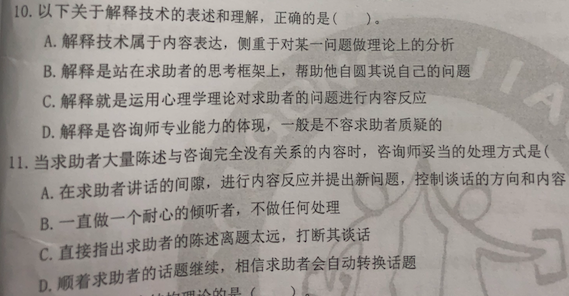 10. 以下关于解释技术的表述和理解，正确的是(　　)。
A. 解释技术属于内容表达，侧重于对某一问题做理论上的分析
B. 解释是站在求助者的思考框架上，帮助他自圆其说自己的问题
C. 解释就是运用心理学理论对求助者的问题进行内容反应
D. 解释是咨询师专业能力的体现，一般是不容求助者质疑的
11. 当求助者大量陈述与咨询完全没有关系的内容时，咨询师妥当的处理方式是(
A. 在求助者讲话的间隙，进行内容反应并提出新问题，控制谈话的方向和内容
B. 一直做一个耐心的倾听者，不做任何处理
C. 直接指出求助者的陈述离题太远，打断其谈话
D. 顺着求助者的话题继续，相信求助者会自动转换话题
理论的是(　　)。